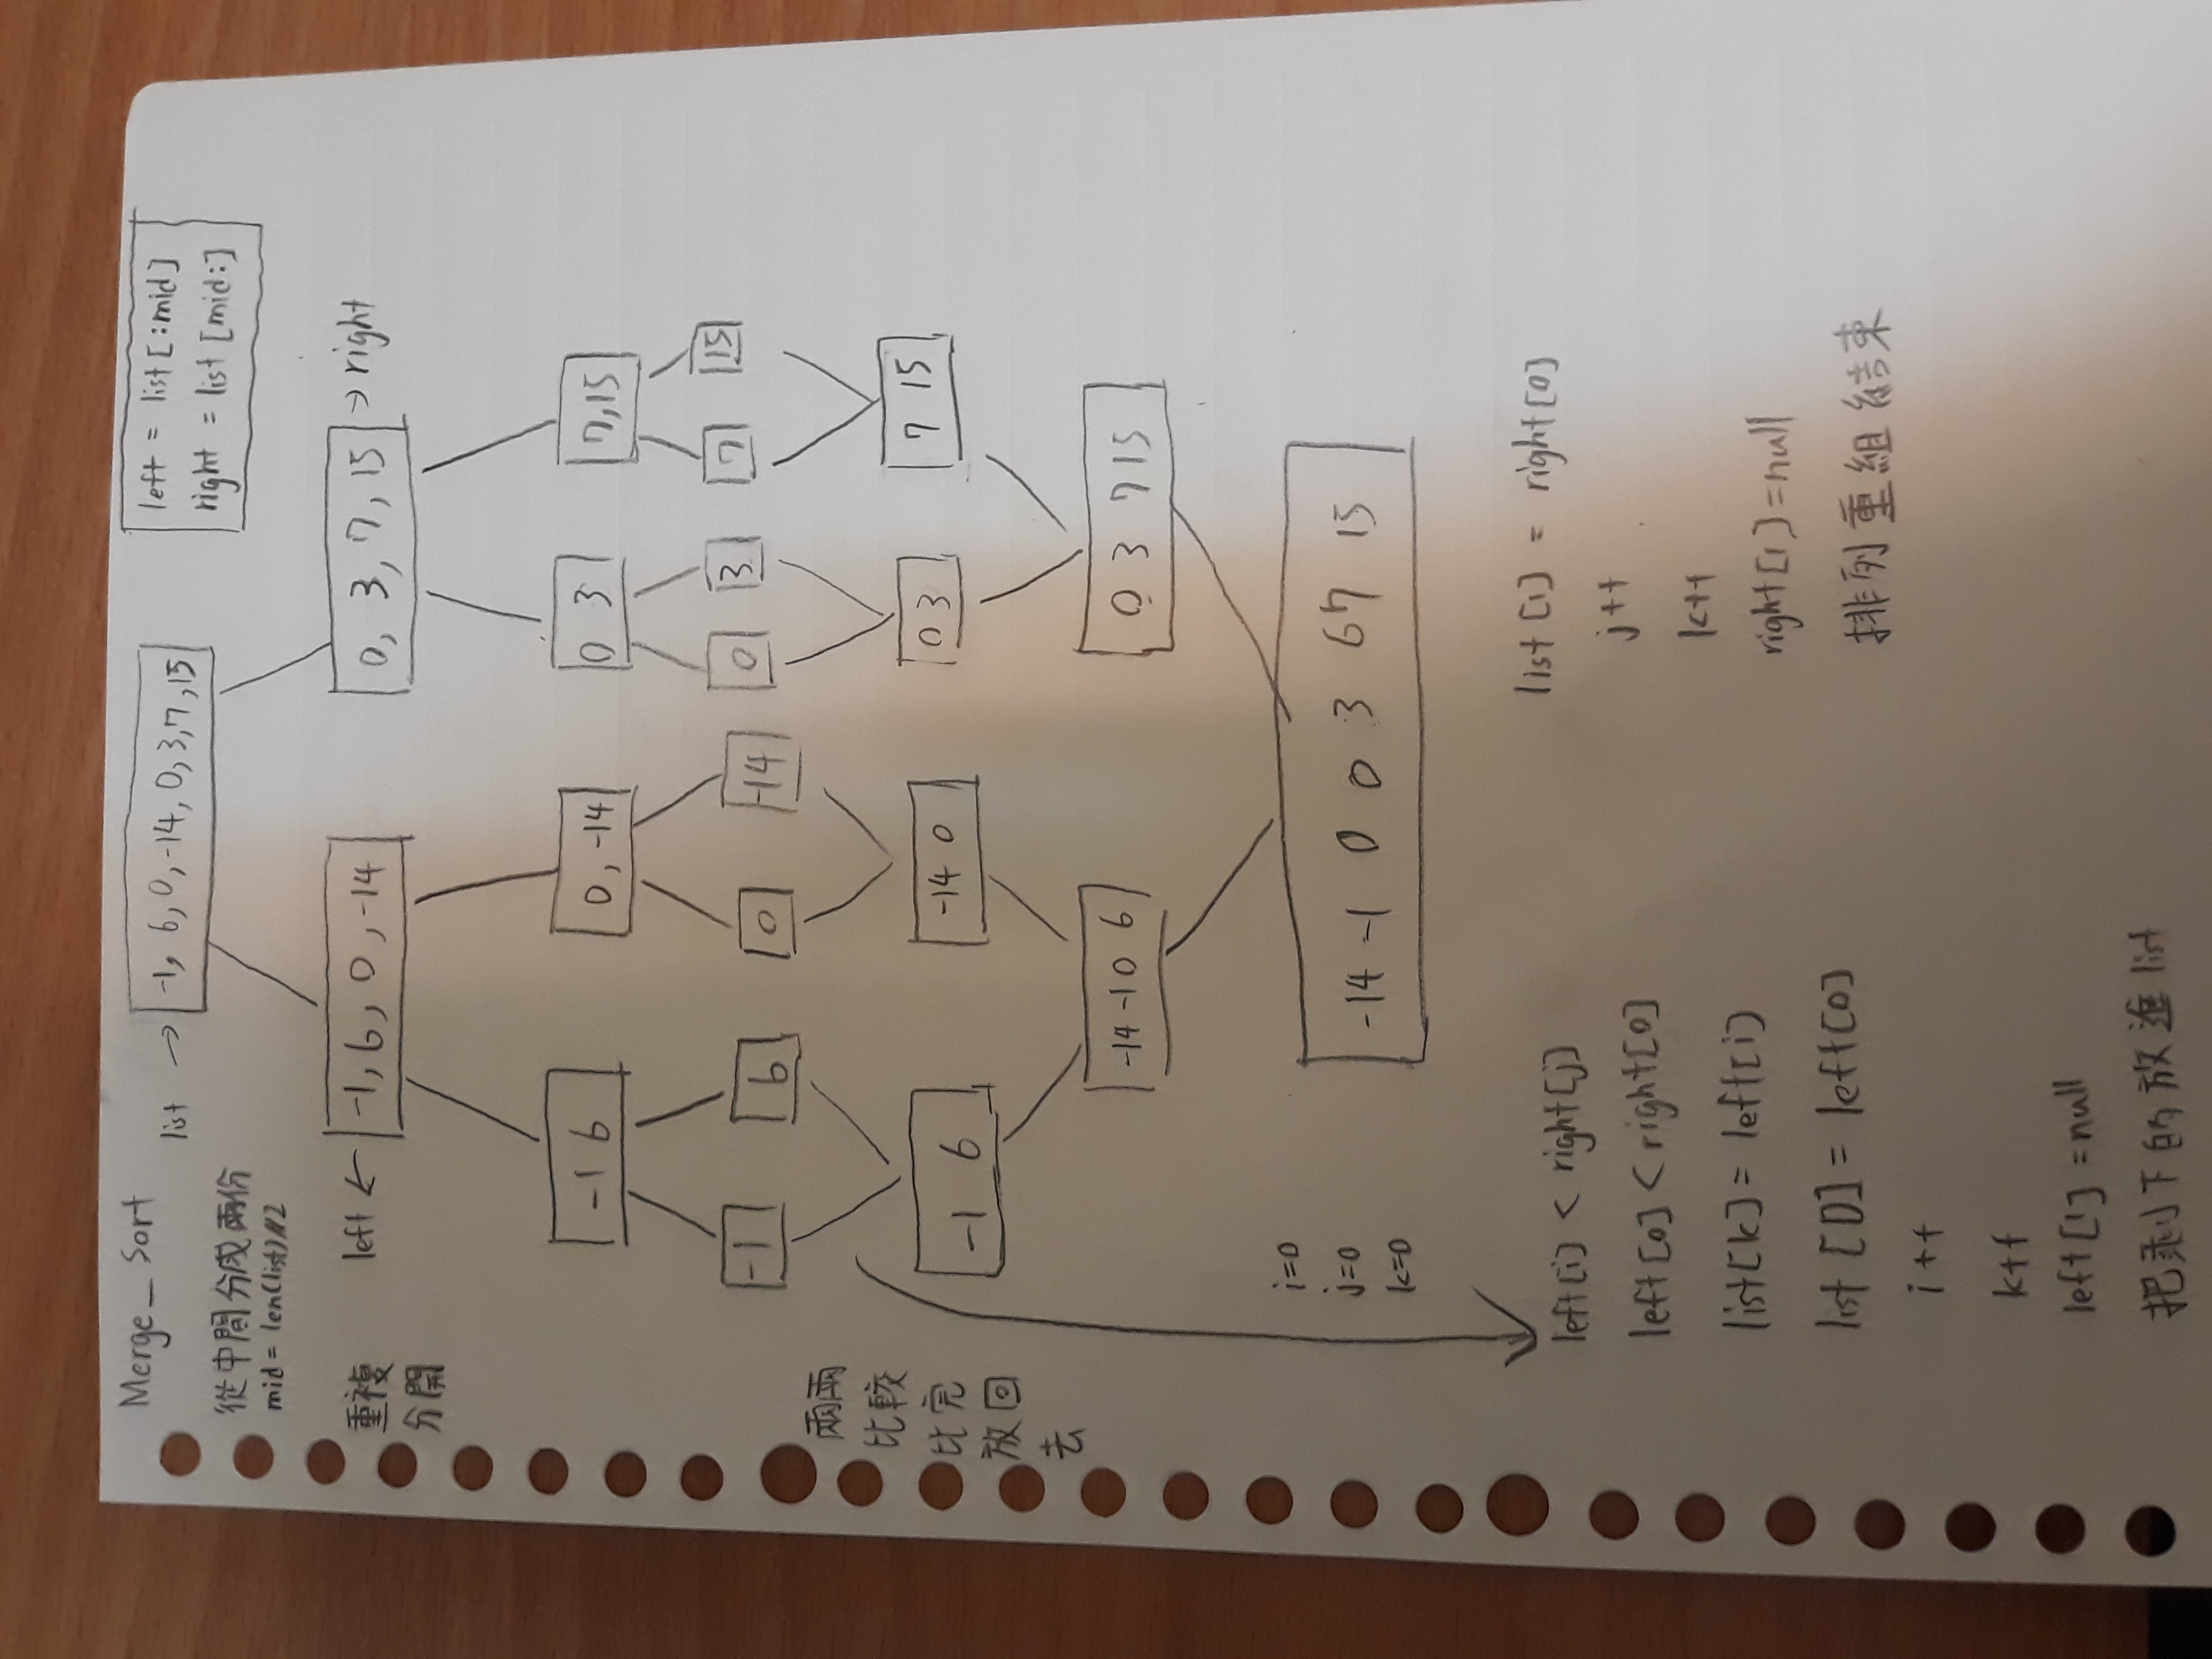 Merge_Sort
list → -1, 6, 0, -14, 0, 3, 7, 15
left = list[:mid]
right = list[mid:]
從中間分成兩份
mid = len(list)//2
重複
分開
left ← -1, 6, 0, -14
0, 3, 7, 15 → right
-1 6
0, -14
0 3
7, 15
-1
6
0
-14
0
3
7
15
兩兩
比較
比完
放回
去
-1 6
-14 0
0 3
7 15
-14 -1 0 6
0 3 7 15
-14 -1 0 0 3 6 7 15
i=0
j=0
k=0
left[i] < right[j]
left[0] < right[0]
list[k] = left[i]
list[0] = left[0]
i++
k++
left[1] = null
把剩下的放進list
list[1] = right[0]
j++
k++
right[1] = null
排列重組結束